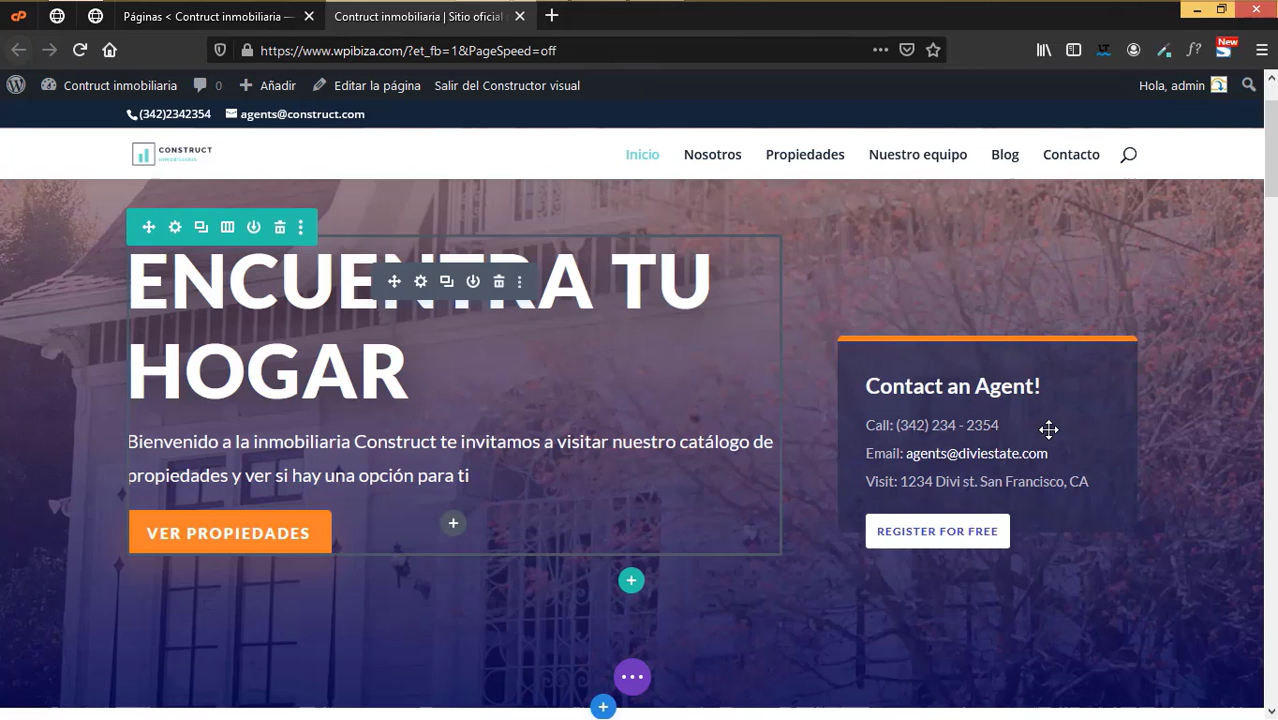 Páginas < Contruct inmobiliaria —
Contruct inmobiliaria | Sitio oficial
https://www.wpibiza.com/?et_fb=1&PageSpeed=off
New
Contruct inmobiliaria
0
Añadir
Editar la página
Salir del Constructor visual
Hola, admin
(342)2342354
agents@construct.com
CONSTRUCT
INMOBILIARIA
Inicio
Nosotros
Propiedades
Nuestro equipo
Blog
Contacto
ENCUENTRA TU
HOGAR
Bienvenido a la inmobiliaria Construct te invitamos a visitar nuestro catálogo de
propiedades y ver si hay una opción para ti
VER PROPIEDADES
Contact an Agent!
Call: (342) 234 - 2354
Email: agents@diviestate.com
Visit: 1234 Divi st. San Francisco, CA
REGISTER FOR FREE